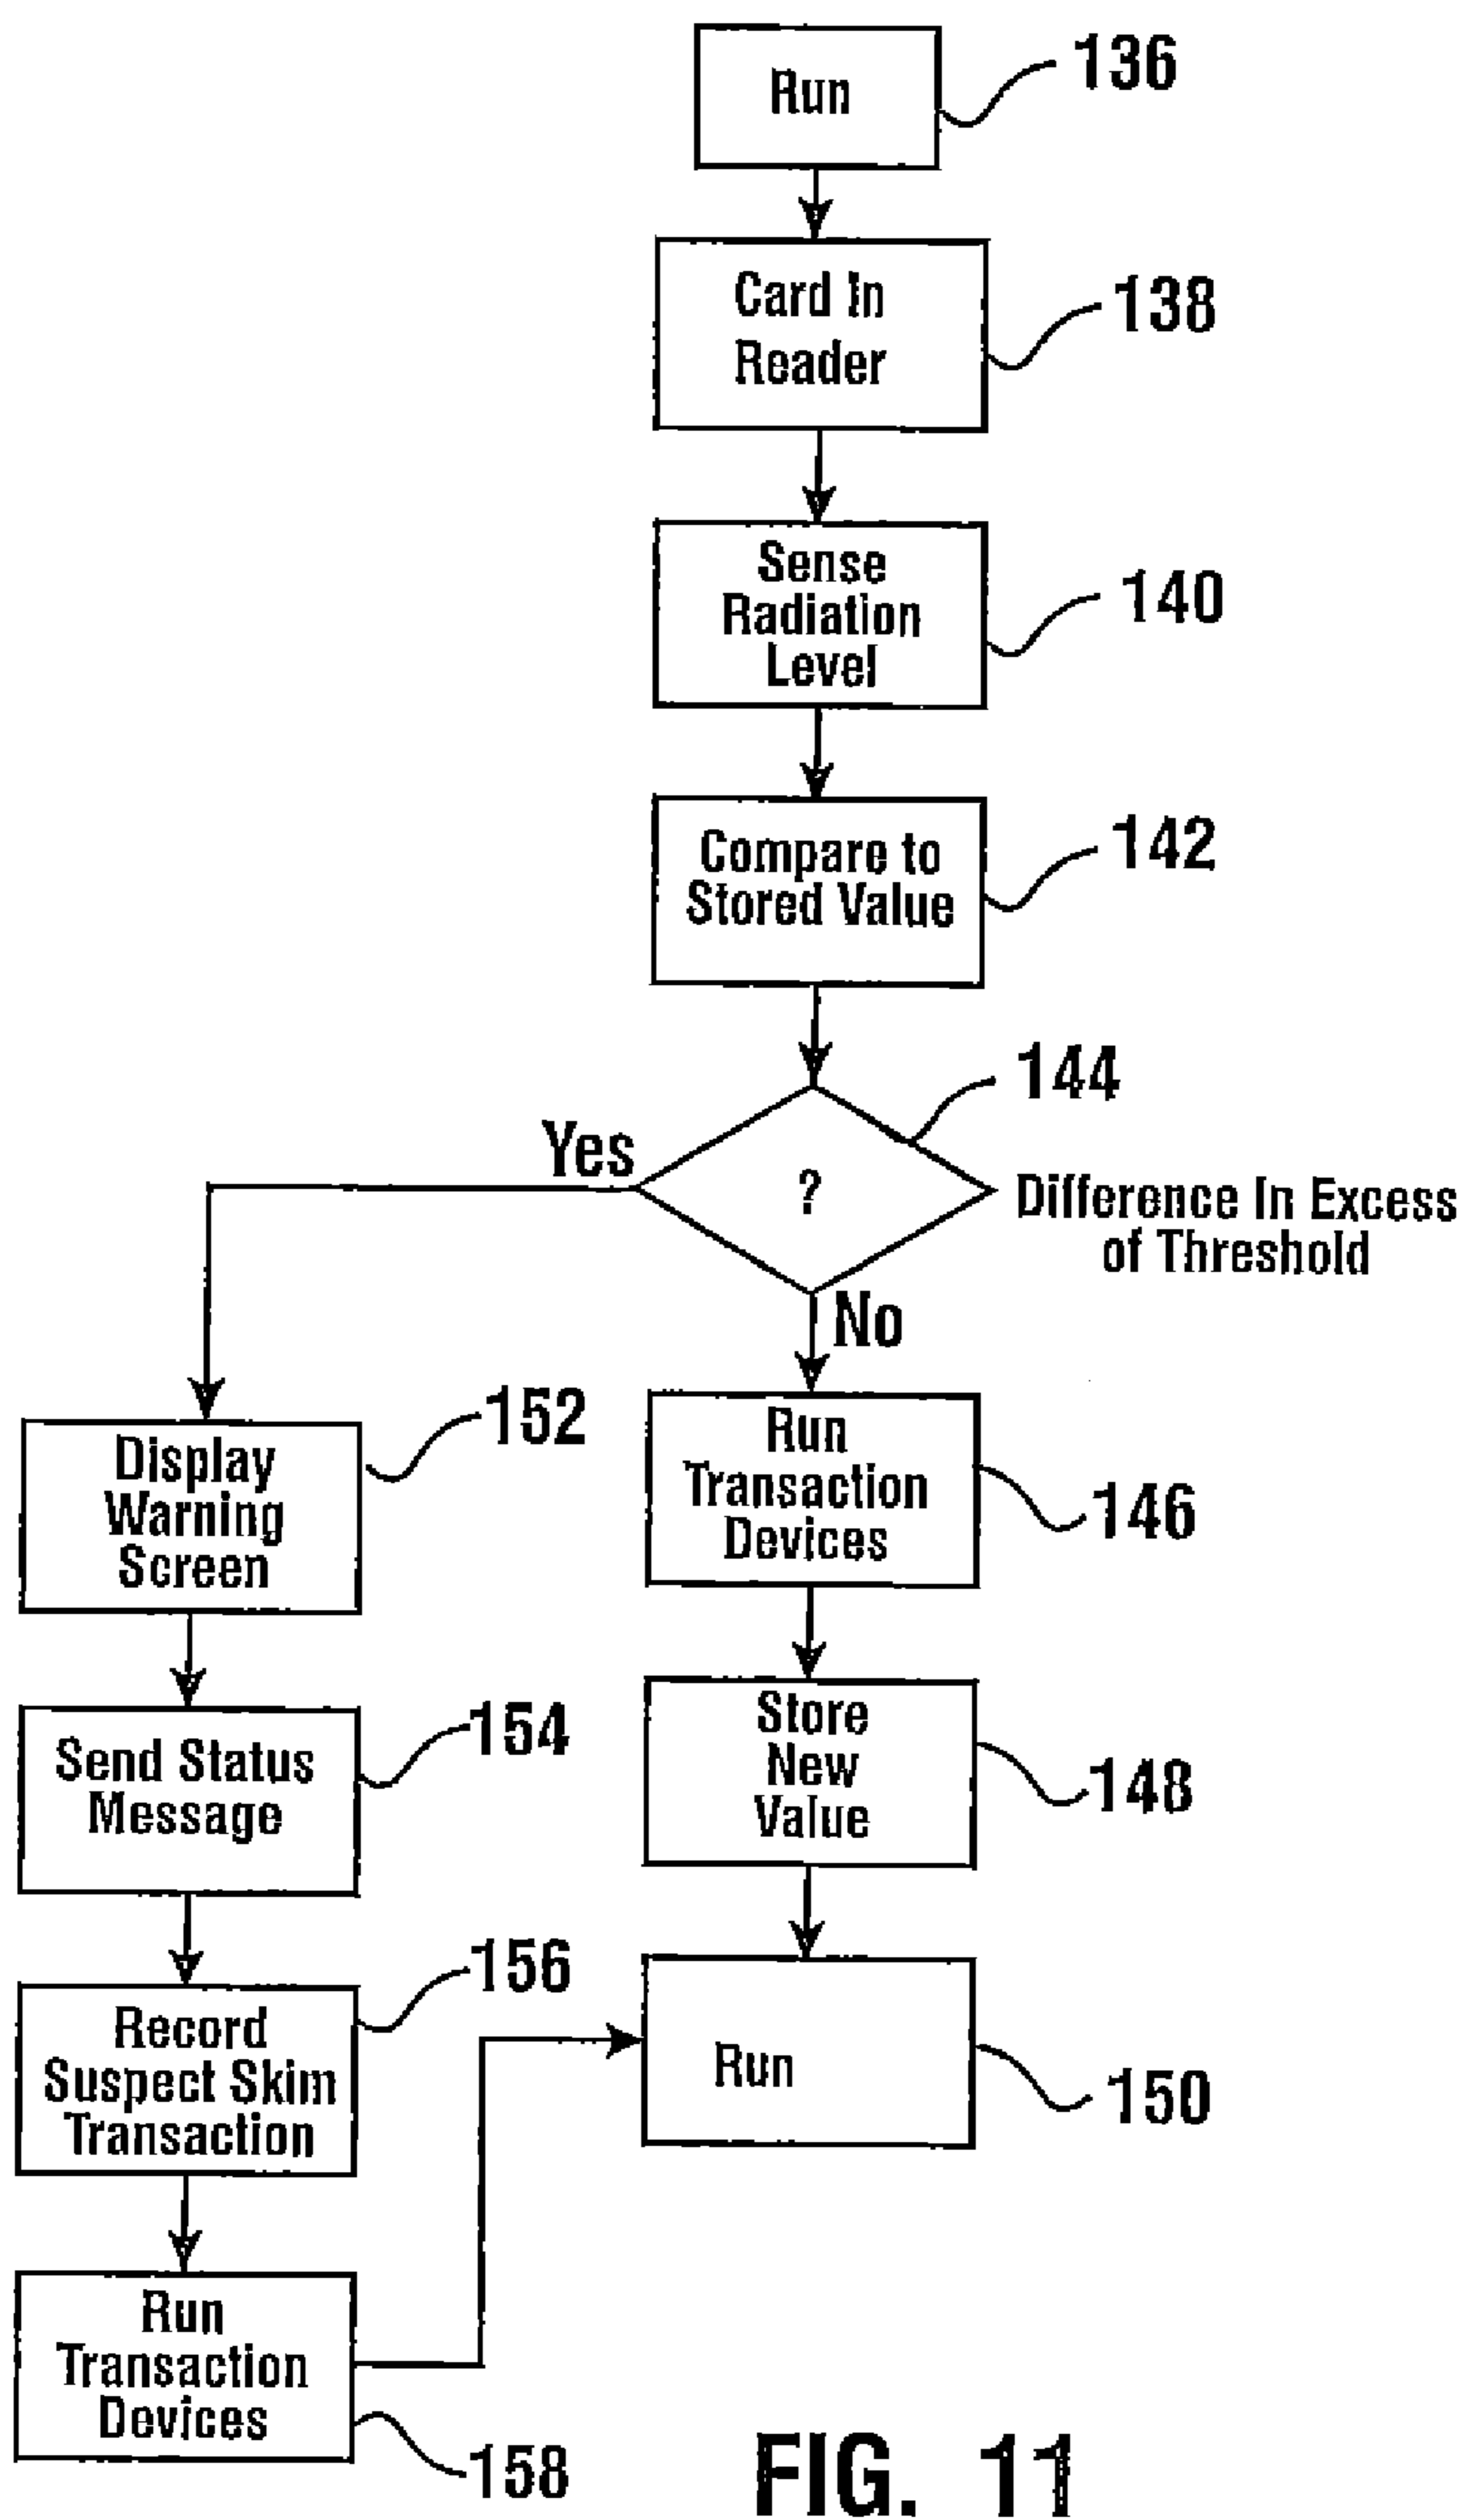 Run
136
Card In
Reader
138
Sense
Radiation
Level
140
Compare to
Stored Value
142
144
Yes
?
Difference In Excess
of Threshold
No
Display
Warning
Screen
152
Run
Transaction
Devices
146
Send Status
Message
154
Store
New
Value
148
Record
Suspect Skim
Transaction
156
Run
150
Run
Transaction
Devices
158
FIG. 11